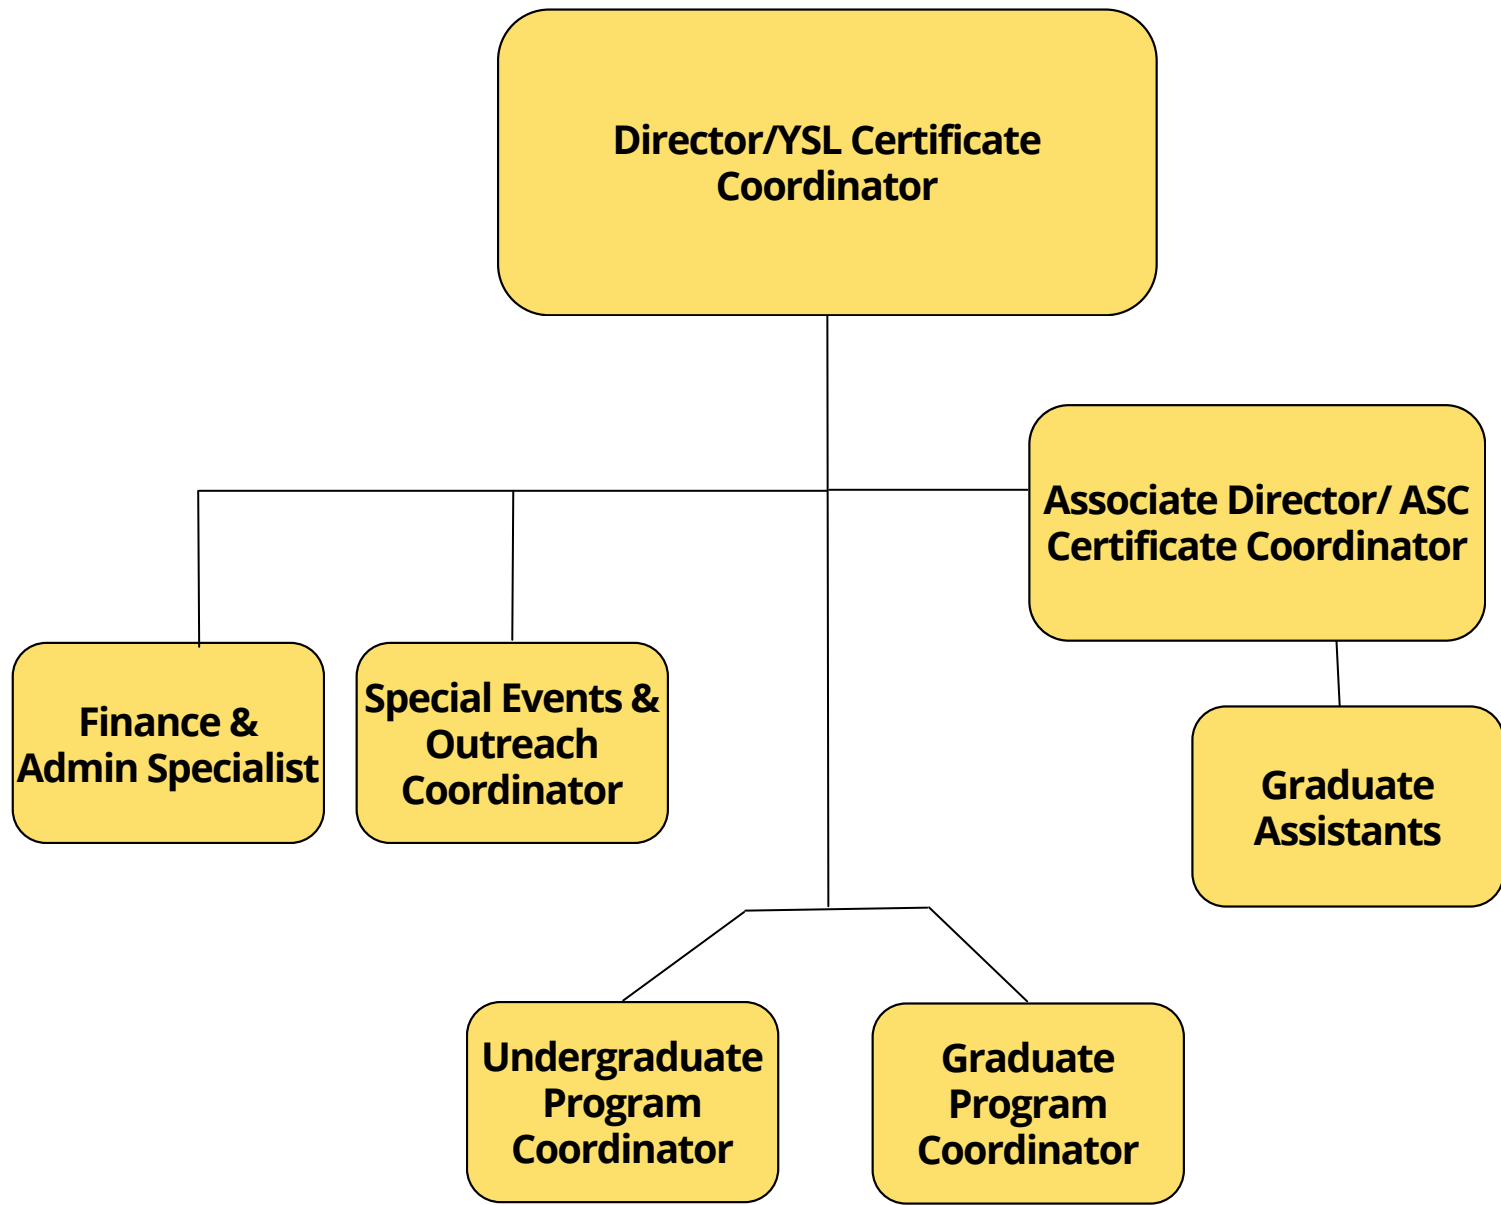 Director/YSL Certificate
Coordinator
Associate Director/ ASC
Certificate Coordinator
Finance &
Admin Specialist
Special Events &
Outreach
Coordinator
Graduate
Assistants
Undergraduate
Program
Coordinator
Graduate
Program
Coordinator